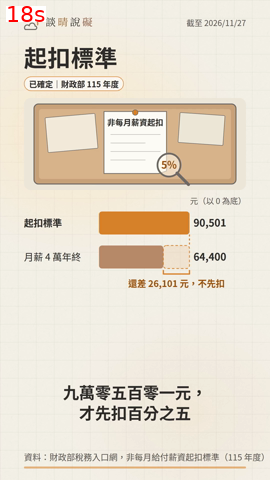 18s
談晴說礙
截至 2026/11/27
起扣標準
已確定｜財政部 115 年度
非每月薪資起扣
5%
元（以 0 為底）
起扣標準
90,501
月薪 4 萬年終
64,400
還差 26,101 元，不先扣
九萬零五百零一元，
才先扣百分之五
資料：財政部稅務入口網，非每月給付薪資起扣標準（115 年度）